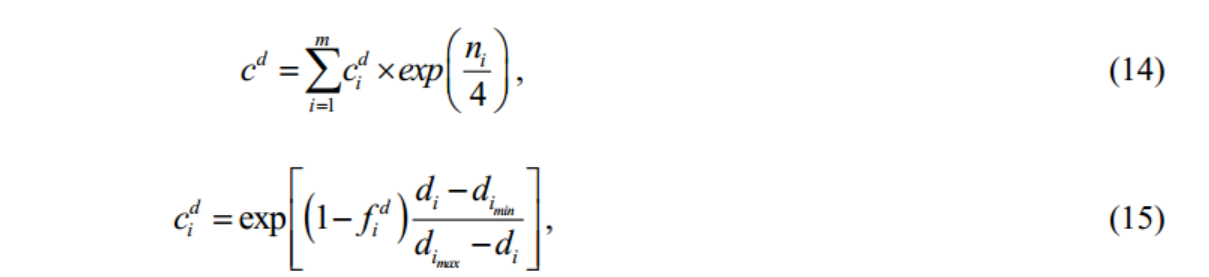 c^d = \sum_{i=1}^{m} c_i^d \times exp\left(\frac{n_i}{4}\right), (14)
c_i^d = \exp\left[\left(1 - f_i^d\right)\frac{d_i - d_{i_{min}}}{d_{i_{max}} - d_i}\right], (15)